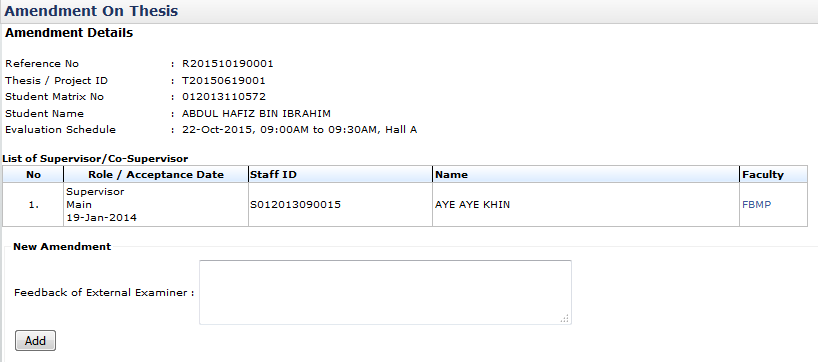 Amendment On Thesis
Amendment Details
Reference No : R201510190001
Thesis / Project ID : T20150619001
Student Matrix No : 012013110572
Student Name : ABDUL HAFIZ BIN IBRAHIM
Evaluation Schedule : 22-Oct-2015, 09:00AM to 09:30AM, Hall A
List of Supervisor/Co-Supervisor
No Role / Acceptance Date Staff ID Name Faculty
Supervisor
1. Main S012013090015 AYE AYE KHIN FBMP
19-Jan-2014
New Amendment
Feedback of External Examiner :
Add